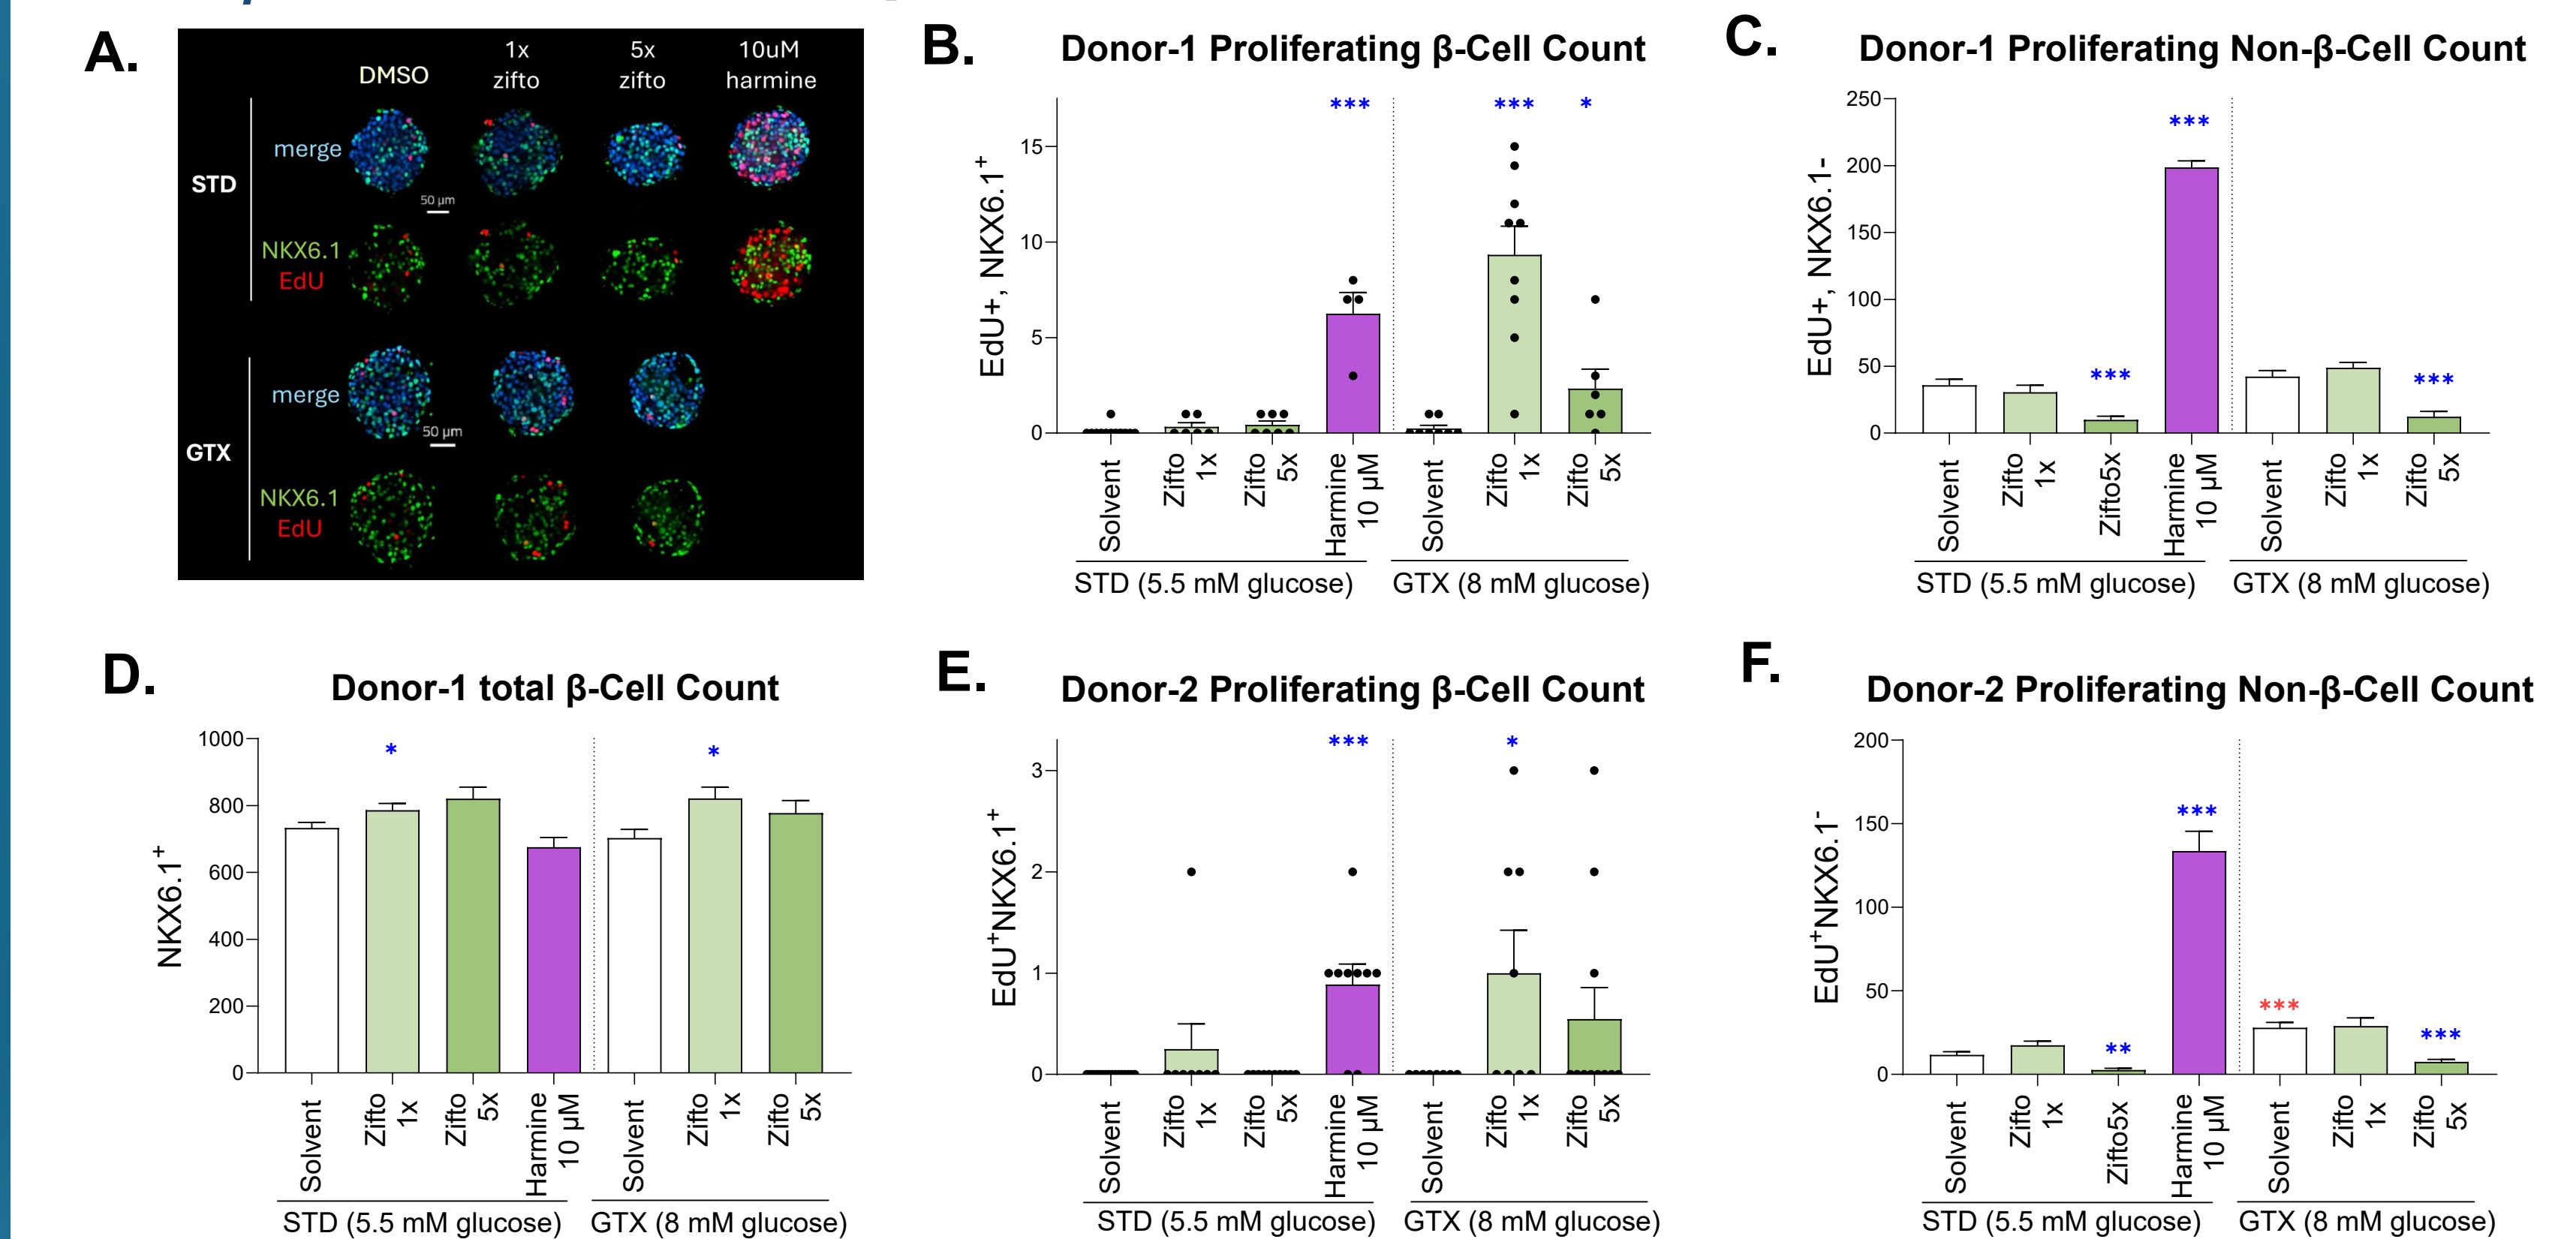 A.
DMSO
1x
zifto
5x
zifto
10uM
harmine
STD
merge
50 µm
NKX6.1
EdU
GTX
merge
50 µm
NKX6.1
EdU
B.
Donor-1 Proliferating β-Cell Count
EdU+, NKX6.1+
15
10
5
0
***
***
*
Solvent
Zifto
1x
Zifto
5x
Harmine
10 µM
Solvent
Zifto
1x
Zifto
5x
STD (5.5 mM glucose)
GTX (8 mM glucose)
C.
Donor-1 Proliferating Non-β-Cell Count
EdU+, NKX6.1-
250
200
150
100
50
0
***
***
***
Solvent
Zifto
1x
Zifto5x
Harmine
10 µM
Solvent
Zifto
1x
Zifto
5x
STD (5.5 mM glucose)
GTX (8 mM glucose)
D.
Donor-1 total β-Cell Count
NKX6.1+
1000
800
600
400
200
0
*
*
Solvent
Zifto
1x
Zifto
5x
Harmine
10 µM
Solvent
Zifto
1x
Zifto
5x
STD (5.5 mM glucose)
GTX (8 mM glucose)
E.
Donor-2 Proliferating β-Cell Count
EdU+NKX6.1+
3
2
1
0
***
*
Solvent
Zifto
1x
Zifto
5x
Harmine
10 µM
Solvent
Zifto
1x
Zifto
5x
STD (5.5 mM glucose)
GTX (8 mM glucose)
F.
Donor-2 Proliferating Non-β-Cell Count
EdU+NKX6.1-
200
150
100
50
0
**
***
***
***
Solvent
Zifto
1x
Zifto5x
Harmine
10 µM
Solvent
Zifto
1x
Zifto
5x
STD (5.5 mM glucose)
GTX (8 mM glucose)